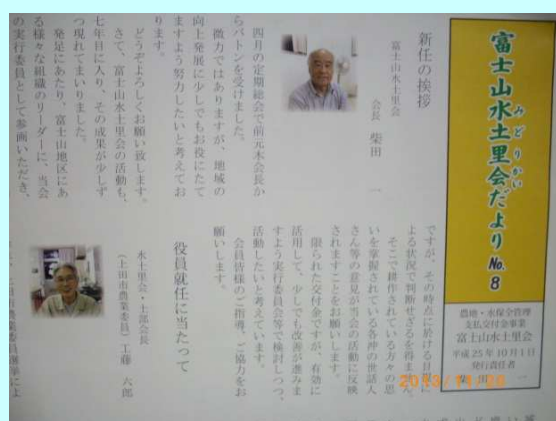 富士山水土里会だより No.8
みどりかい
農地・水保全管理
支払交付金事業
富士山水土里会
平成25年10月1日
発行責任者
新任の挨拶
富士山水土里会
会長 柴田 一
四月の定期総会で前元木会長か
らバトンを受けました。
微力ではありますが、地域の
向上発展に少しでもお役にたて
ますよう努力したいと考えてお
ります。
どうぞよろしくお願い致します。
さて、富士山水土里会の活動も、
七年目に入り、その成果が少しず
つ現れてまいりました。
発足にあたり、富士山地区にあ
る様々な組織のリーダーに、当会
の実行委員として参画いただき、
ですが、その時点に於ける目視に
よる状況で判断せざるを得ません。
そこで、耕作されている方々の思
いを掌握されている各沖の世話人
さん等の意見が当会の活動に反映
されますことをお願いします。
限られた交付金ですが、有効に
活用して、少しでも改善が進みま
すよう実行委員会等で検討しつつ、
活動したいと考えています。
会員皆様のご指導、ご協力をお
願いします。
役員就任に当たって
水土里会・土部会長
(上田市農業委員) 工藤 六郎